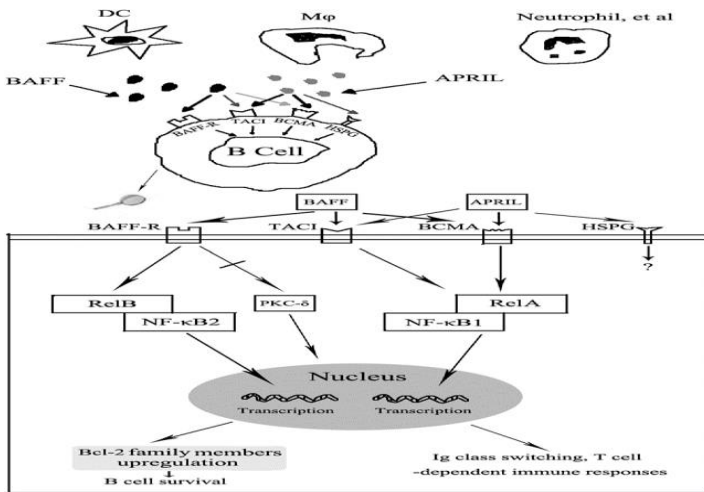 DC
Mφ
Neutrophil, et al
BAFF
APRIL
BAFF-R
TACI
BCMA
HSPG
B Cell
BAFF
APRIL
BAFF-R
TACI
BCMA
HSPG
?
RelB
NF-κB2
PKC-δ
RelA
NF-κB1
Nucleus
Transcription
Transcription
Bcl-2 family members
upregulation
B cell survival
Ig class switching, T cell
-dependent immune responses